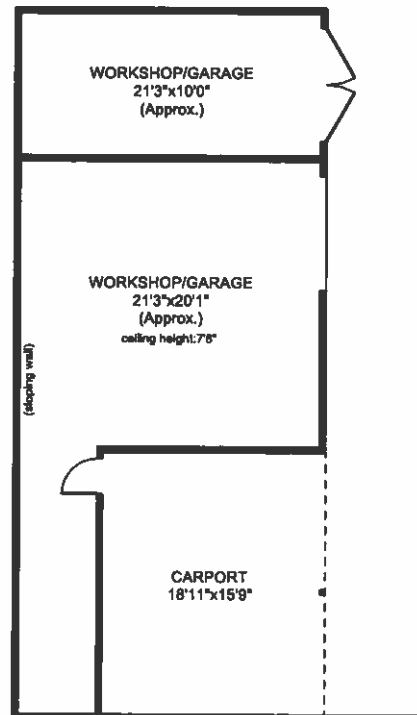 WORKSHOP/GARAGE
21'3"x10'0"
(Approx.)
WORKSHOP/GARAGE
21'3"x20'1"
(Approx.)
ceiling height:7'6"
(sloping wall)
CARPORT
18'11"x15'9"